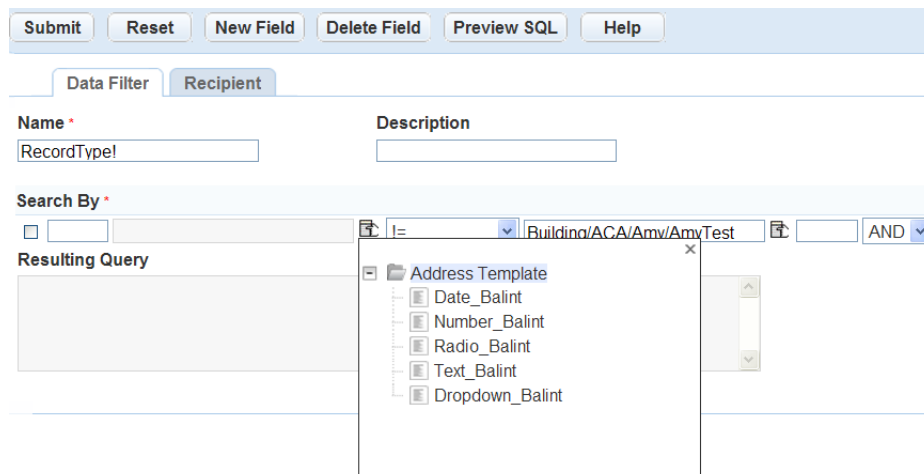 Submit Reset New Field Delete Field Preview SQL Help
Data Filter Recipient
Name * Description
RecordType!
Search By *
!= Building/ACA/Amy/AmyTest AND
Resulting Query
Address Template
Date_Balint
Number_Balint
Radio_Balint
Text_Balint
Dropdown_Balint